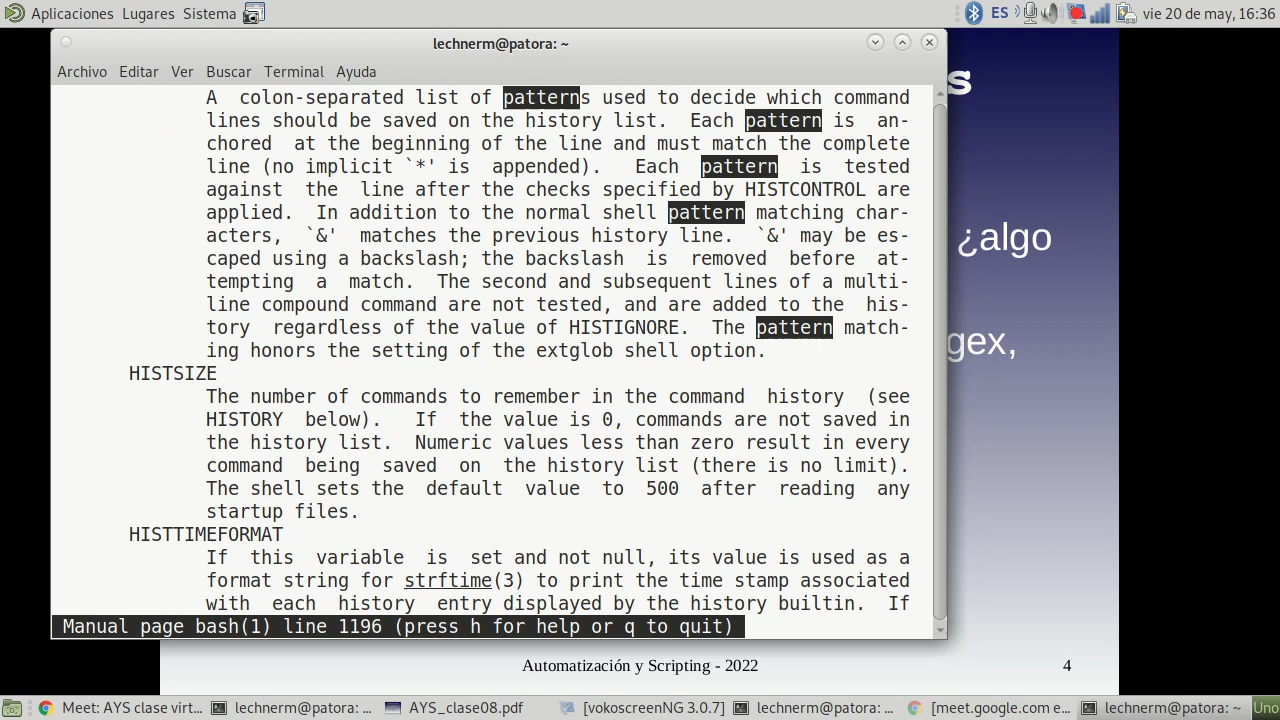 Aplicaciones Lugares Sistema
ES
vie 20 de may, 16:36
lechnerm@patora: ~
Archivo Editar Ver Buscar Terminal Ayuda
A colon-separated list of patterns used to decide which command
lines should be saved on the history list. Each pattern is an-
chored at the beginning of the line and must match the complete
line (no implicit `*' is appended). Each pattern is tested
against the line after the checks specified by HISTCONTROL are
applied. In addition to the normal shell pattern matching char-
acters, `&' matches the previous history line. `&' may be es-
caped using a backslash; the backslash is removed before at-
tempting a match. The second and subsequent lines of a multi-
line compound command are not tested, and are added to the his-
tory regardless of the value of HISTIGNORE. The pattern match-
ing honors the setting of the extglob shell option.
HISTSIZE
The number of commands to remember in the command history (see
HISTORY below). If the value is 0, commands are not saved in
the history list. Numeric values less than zero result in every
command being saved on the history list (there is no limit).
The shell sets the default value to 500 after reading any
startup files.
HISTTIMEFORMAT
If this variable is set and not null, its value is used as a
format string for strftime(3) to print the time stamp associated
with each history entry displayed by the history builtin. If
Manual page bash(1) line 1196 (press h for help or q to quit)
s
¿algo
gex,
Automatización y Scripting - 2022
4
Meet: AYS clase virt... lechnerm@patora: ... AYS_clase08.pdf [vokoscreenNG 3.0.7] lechnerm@patora: ... [meet.google.com e... lechnerm@patora: ~ Uno